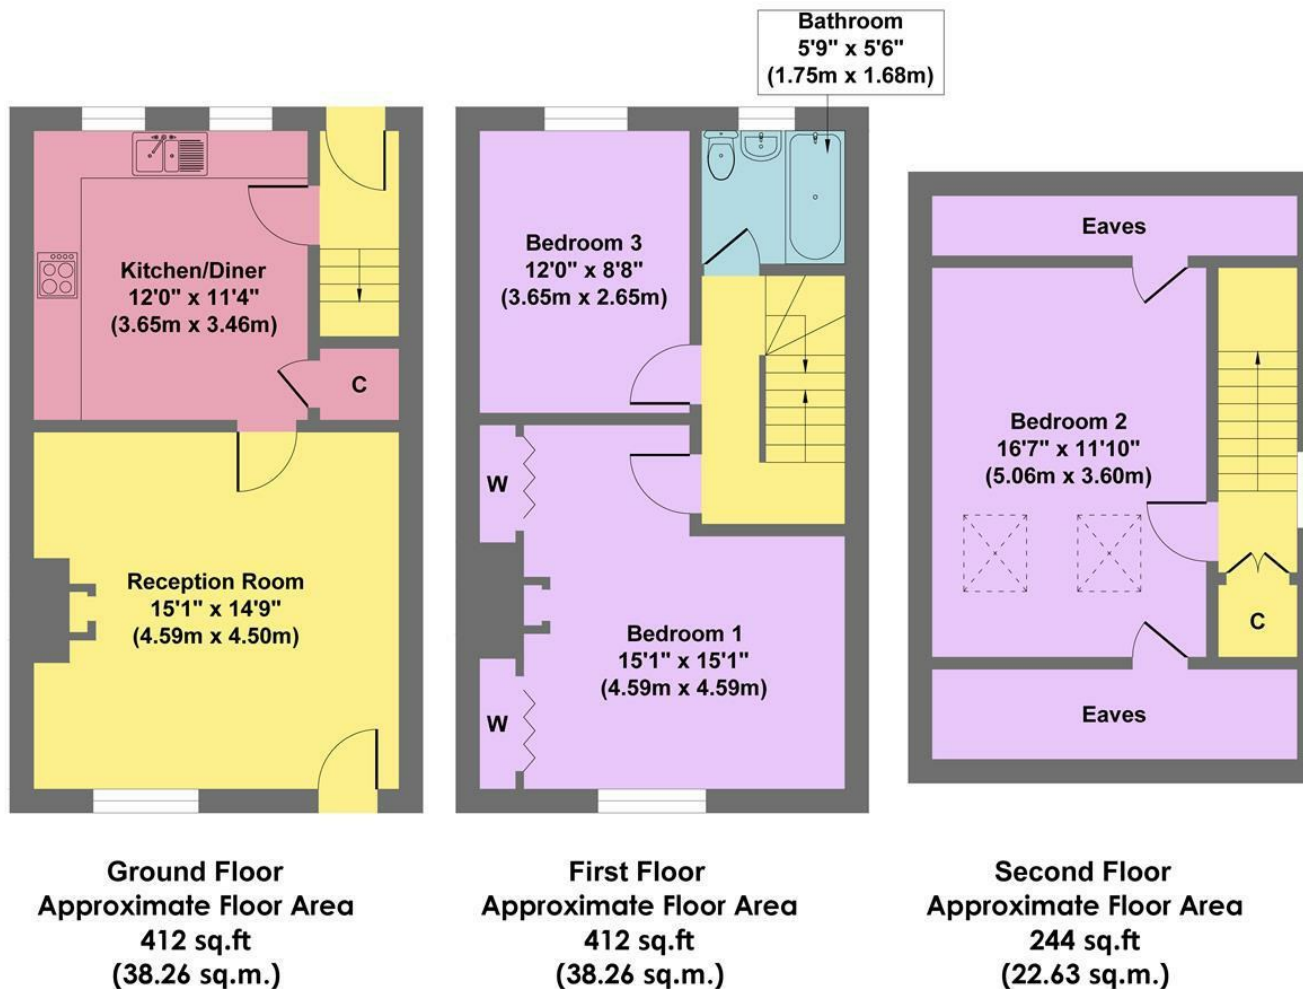 Bathroom
5'9" x 5'6"
(1.75m x 1.68m)
Kitchen/Diner
12'0" x 11'4"
(3.65m x 3.46m)
C
Reception Room
15'1" x 14'9"
(4.59m x 4.50m)
Ground Floor
Approximate Floor Area
412 sq.ft
(38.26 sq.m.)
Bedroom 3
12'0" x 8'8"
(3.65m x 2.65m)
W
Bedroom 1
15'1" x 15'1"
(4.59m x 4.59m)
W
First Floor
Approximate Floor Area
412 sq.ft
(38.26 sq.m.)
Eaves
Bedroom 2
16'7" x 11'10"
(5.06m x 3.60m)
C
Eaves
Second Floor
Approximate Floor Area
244 sq.ft
(22.63 sq.m.)